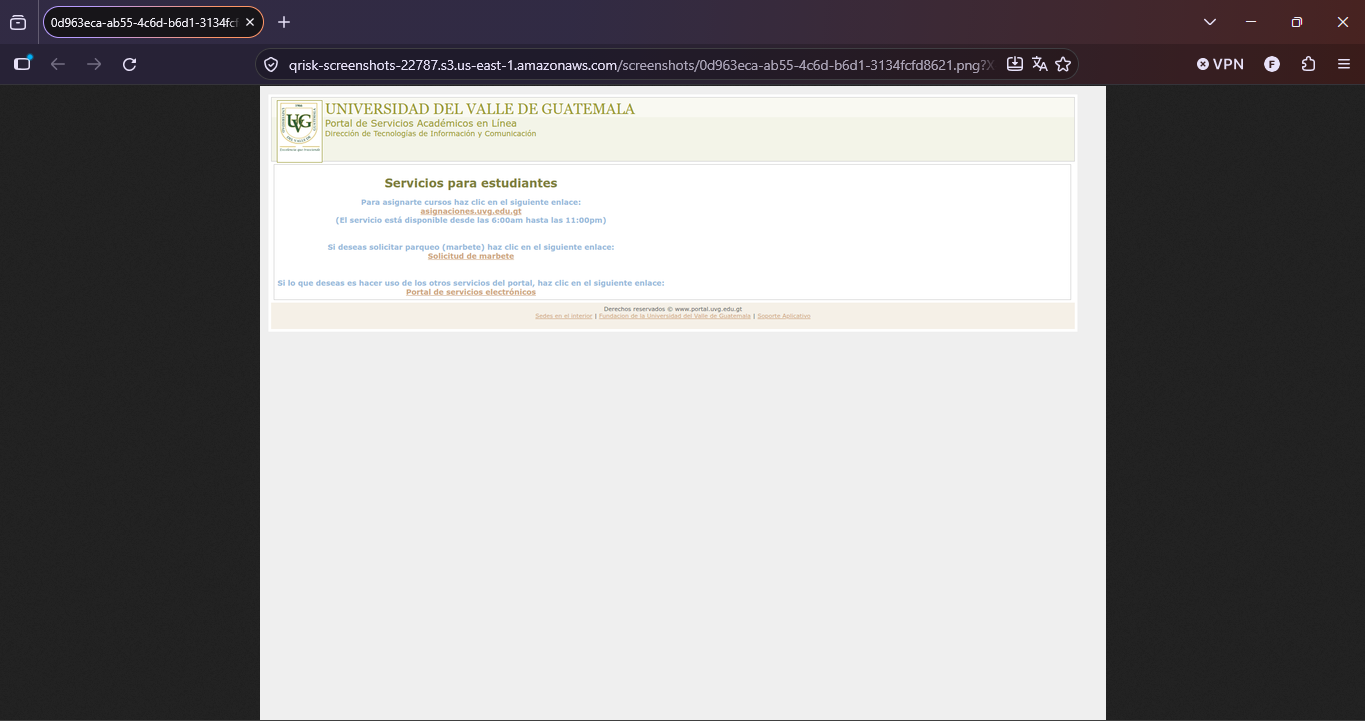 0d963eca-ab55-4c6d-b6d1-3134fcf
qrisk-screenshots-22787.s3.us-east-1.amazonaws.com/screenshots/0d963eca-ab55-4c6d-b6d1-3134fcfd8621.png?X
VPN
F
UVG
UNIVERSIDAD DEL VALLE DE GUATEMALA
Portal de Servicios Académicos en Línea
Dirección de Tecnologías de Información y Comunicación
Servicios para estudiantes
Para asignarte cursos haz clic en el siguiente enlace:
asignaciones.uvg.edu.gt
(El servicio está disponible desde las 6:00am hasta las 11:00pm)
Si deseas solicitar parqueo (marbete) haz clic en el siguiente enlace:
Solicitud de marbete
Si lo que deseas es hacer uso de los otros servicios del portal, haz clic en el siguiente enlace:
Portal de servicios electrónicos
Derechos reservados © www.portal.uvg.edu.gt
Sedes en el interior | Fundación de la Universidad del Valle de Guatemala | Soporte Aplicativo